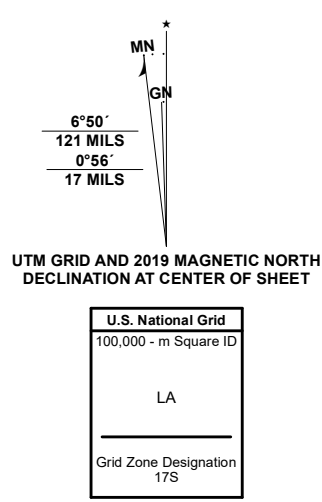 MN
GN
6°50´
121 MILS
0°56´
17 MILS
UTM GRID AND 2019 MAGNETIC NORTH
DECLINATION AT CENTER OF SHEET
U.S. National Grid
100,000 - m Square ID
LA
Grid Zone Designation
17S